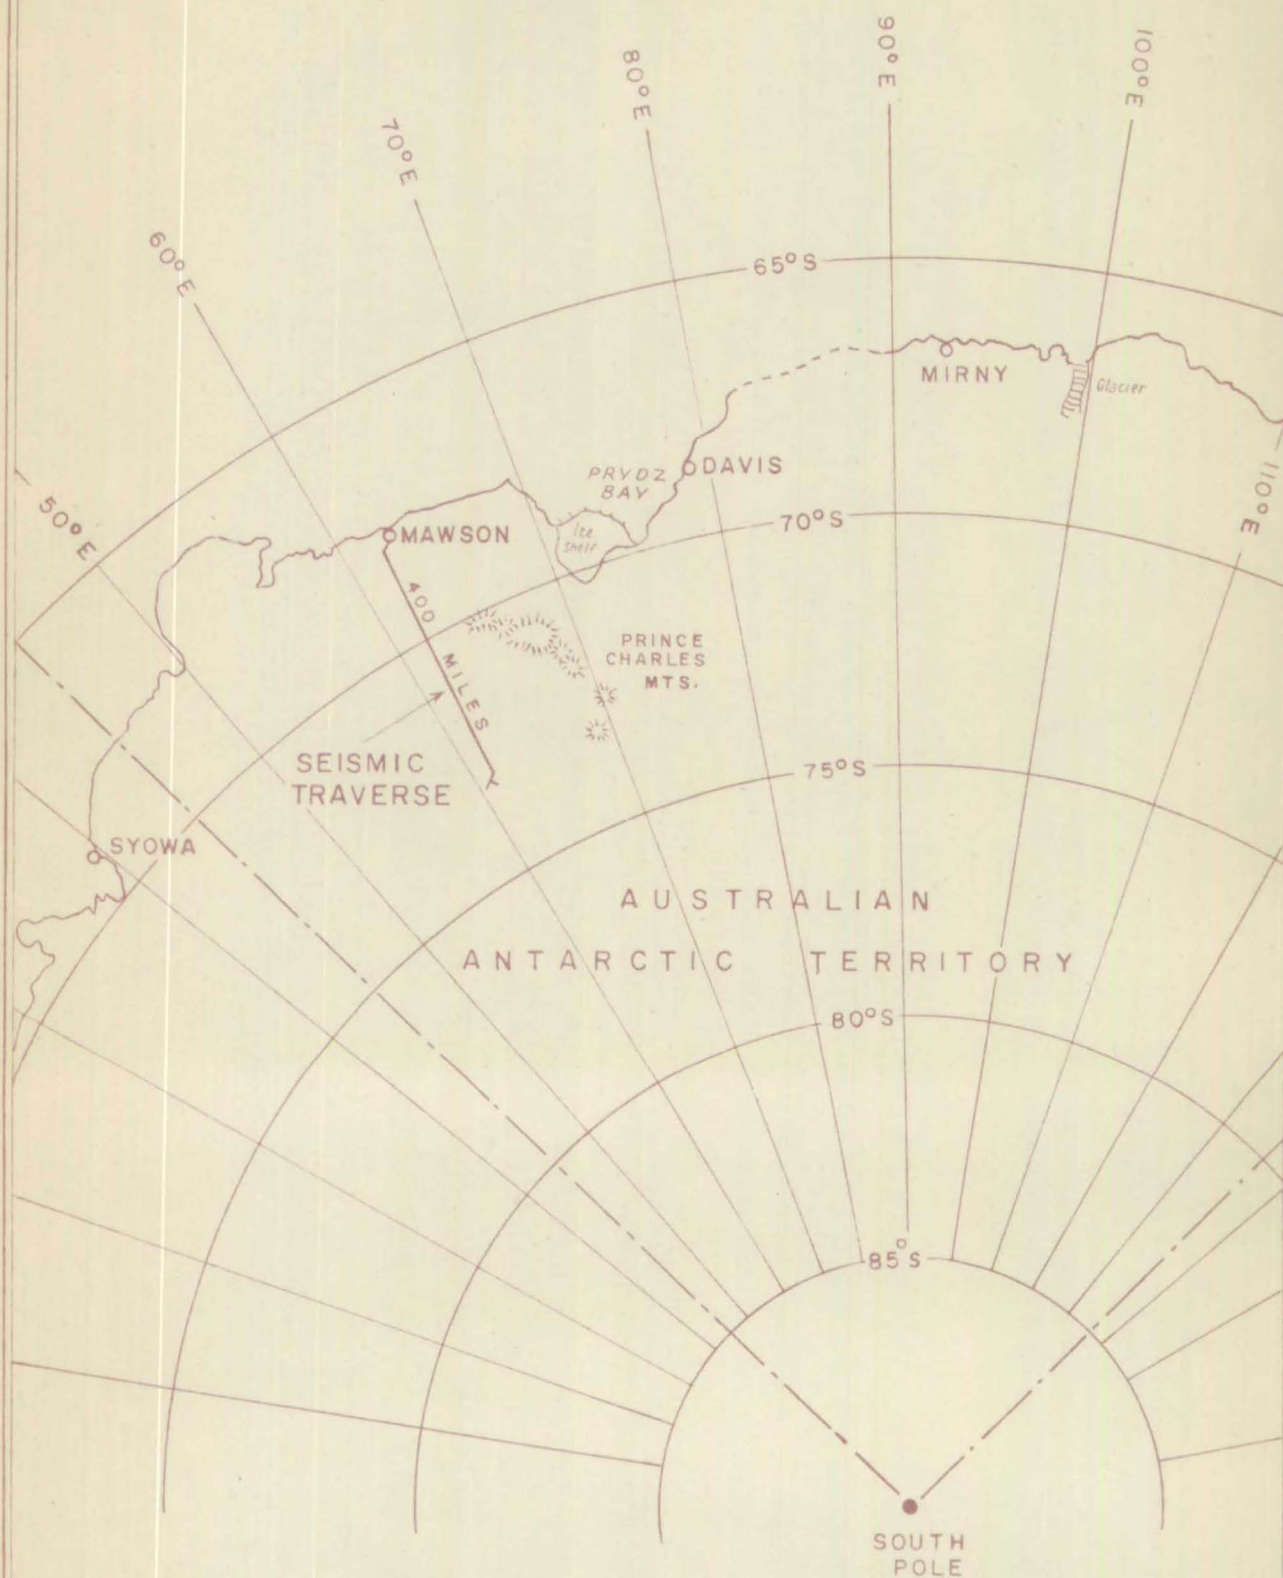 90°E
100°E
80°E
70°E
60°E
65°S
MIRNY
Glacier
PRYDZ
BAY
DAVIS
110°E
50°E
MAWSON
Ice
Shelf
70°S
400 MILES
PRINCE
CHARLES
MTS.
SEISMIC
TRAVERSE
75°S
SYOWA
AUSTRALIAN
ANTARCTIC TERRITORY
80°S
85°S
SOUTH
POLE